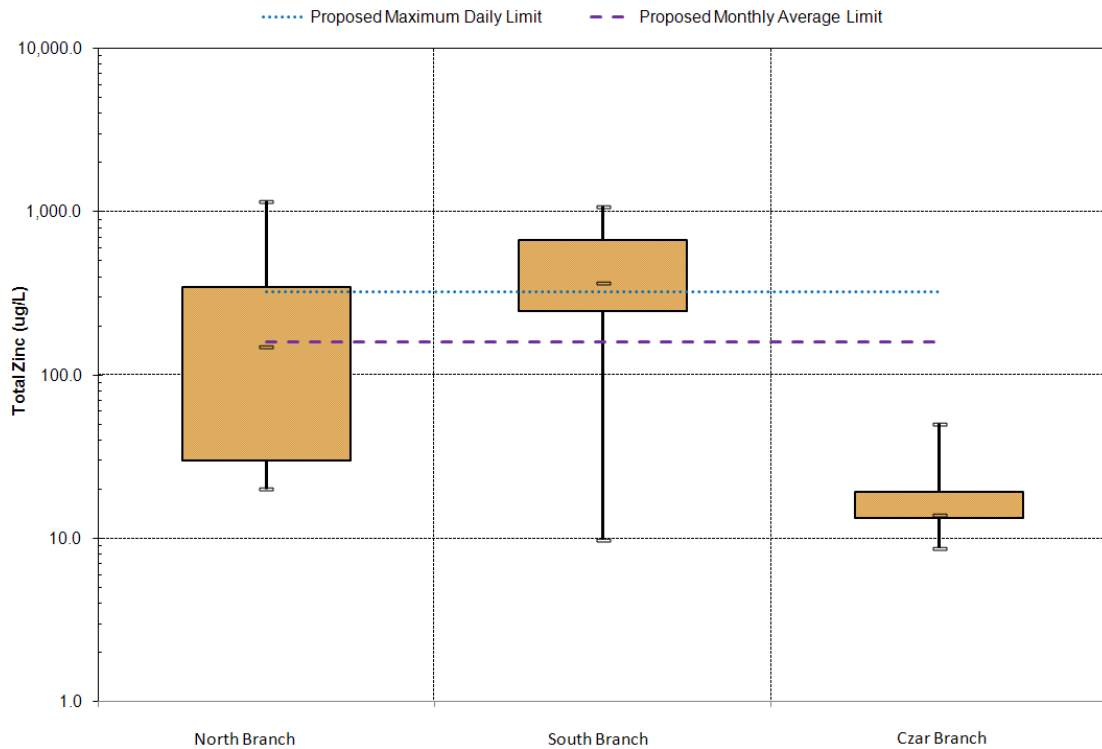 Proposed Maximum Daily Limit Proposed Monthly Average Limit
10,000.0
1,000.0
100.0
10.0
1.0
Total Zinc (ug/L)
North Branch South Branch Czar Branch